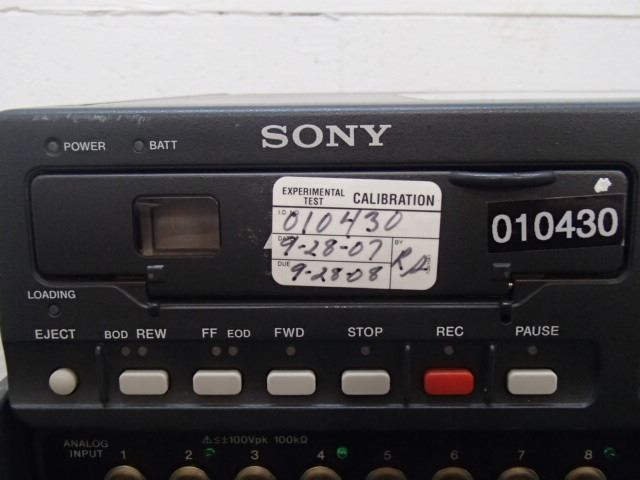 SONY
POWER
BATT
EXPERIMENTAL TEST CALIBRATION
I.D. NO. 010430
DATE 9-28-07
BY
DUE 9-28-08
010430
LOADING
EJECT
BOD REW
FF EOD
FWD
STOP
REC
PAUSE
ANALOG INPUT
⚠≤±100Vpk 100kΩ
1 2 3 4 5 6 7 8